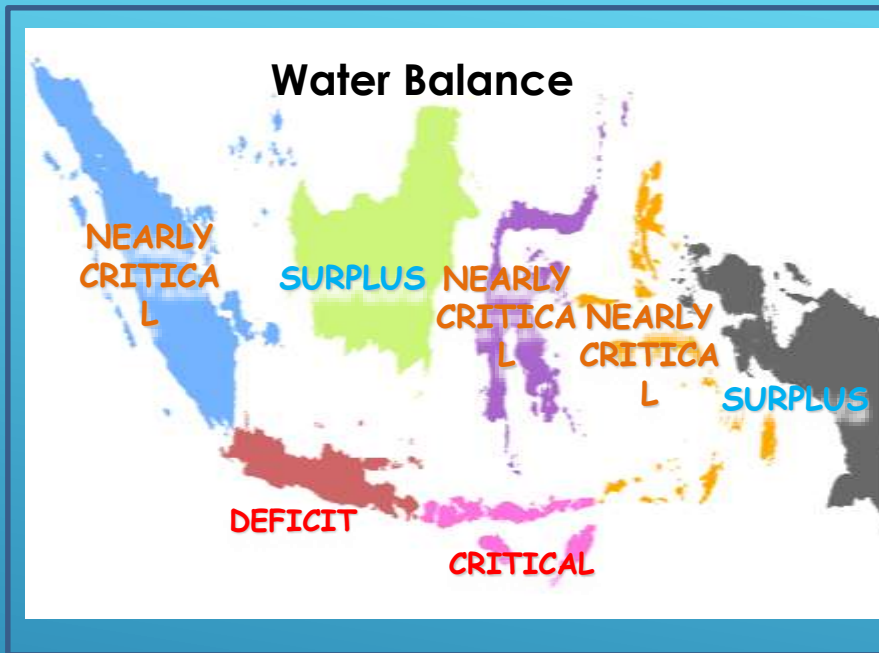 Water Balance
NEARLY
CRITICA
L
SURPLUS
NEARLY
CRITICA
L
NEARLY
CRITICA
L
SURPLUS
DEFICIT
CRITICAL